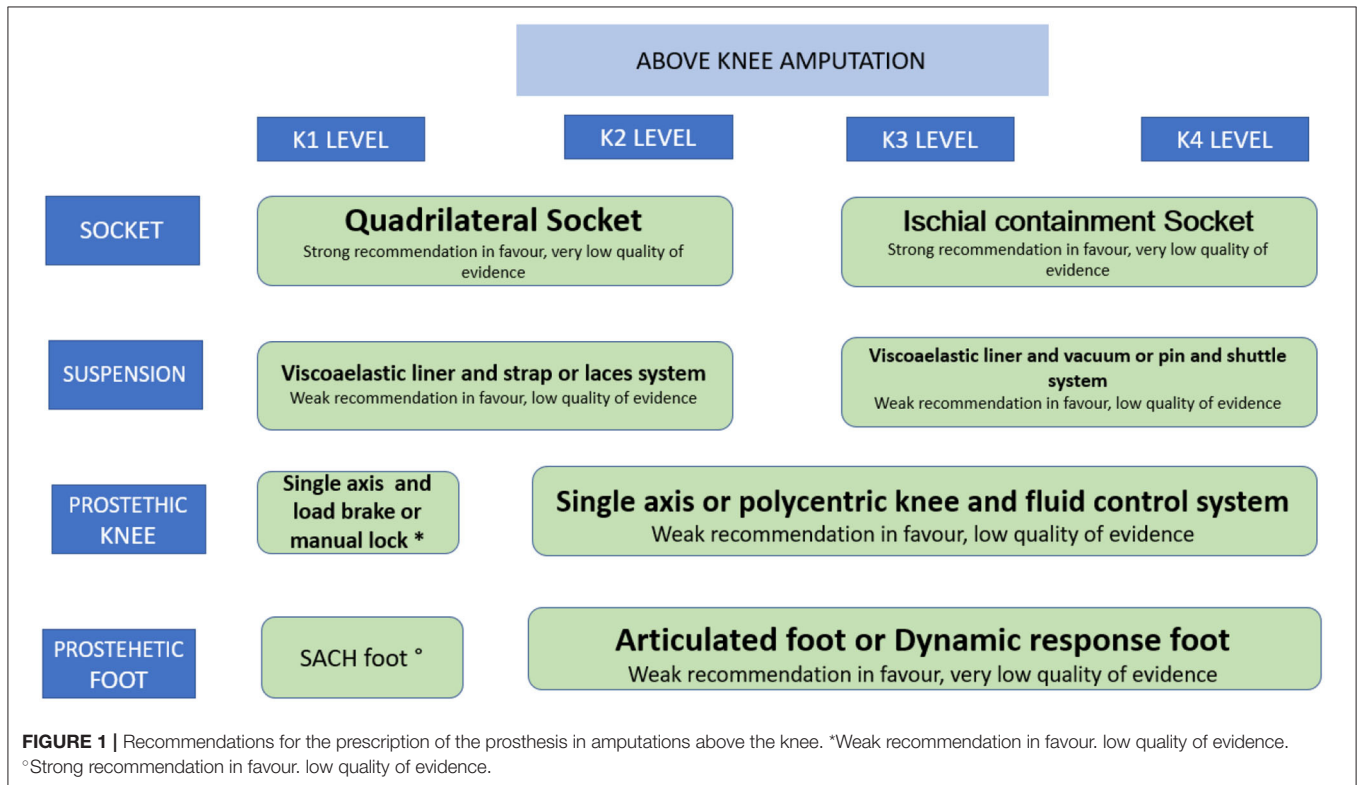 ABOVE KNEE AMPUTATION
K1 LEVEL
K2 LEVEL
K3 LEVEL
K4 LEVEL
SOCKET
Quadrilateral Socket
Strong recommendation in favour, very low quality of
evidence
Ischial containment Socket
Strong recommendation in favour, very low quality of
evidence
SUSPENSION
Viscoaelastic liner and strap or laces system
Weak recommendation in favour, low quality of evidence
Viscoaelastic liner and vacuum or pin and shuttle
system
Weak recommendation in favour, low quality of evidence
PROSTETHIC
KNEE
Single axis and
load brake or
manual lock *
Single axis or polycentric knee and fluid control system
Weak recommendation in favour, low quality of evidence
PROSTEHETIC
FOOT
SACH foot °
Articulated foot or Dynamic response foot
Weak recommendation in favour, very low quality of evidence
FIGURE 1 | Recommendations for the prescription of the prosthesis in amputations above the knee. *Weak recommendation in favour. low quality of evidence.
°Strong recommendation in favour. low quality of evidence.